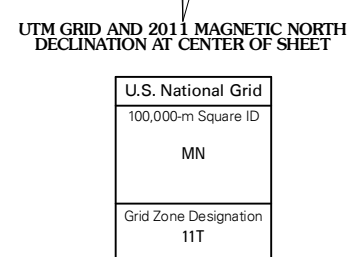 UTM GRID AND 2011 MAGNETIC NORTH
DECLINATION AT CENTER OF SHEET
U.S. National Grid
100,000-m Square ID
MN
Grid Zone Designation
11T